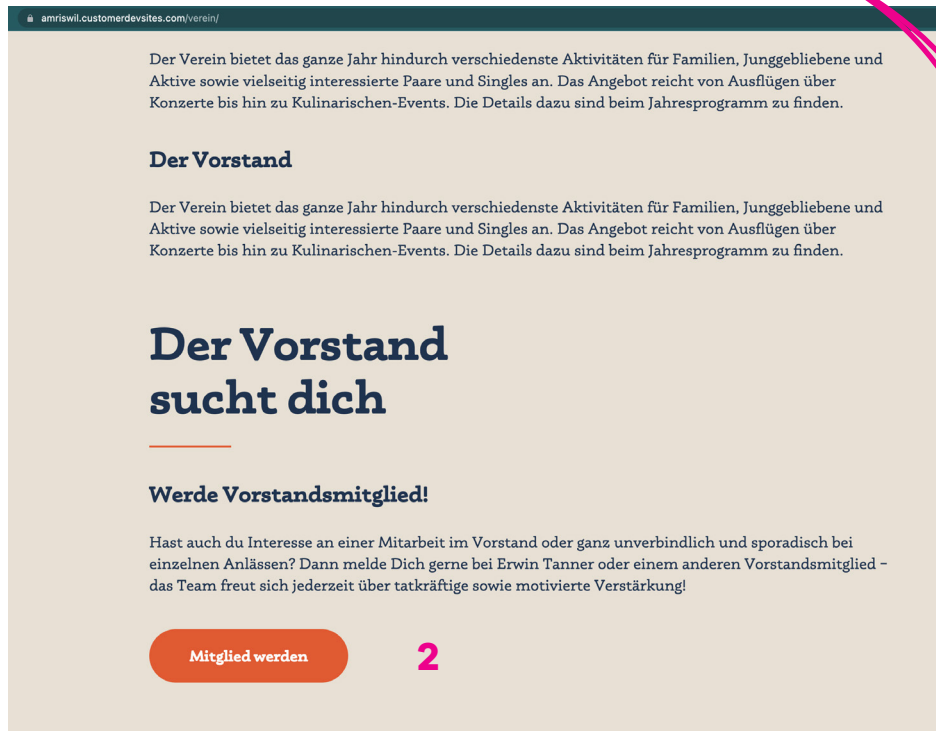 amriswil.customerdevsites.com/verein/
Der Verein bietet das ganze Jahr hindurch verschiedenste Aktivitäten für Familien, Junggebliebene und
Aktive sowie vielseitig interessierte Paare und Singles an. Das Angebot reicht von Ausflügen über
Konzerte bis hin zu Kulinarischen-Events. Die Details dazu sind beim Jahresprogramm zu finden.
Der Vorstand
Der Verein bietet das ganze Jahr hindurch verschiedenste Aktivitäten für Familien, Junggebliebene und
Aktive sowie vielseitig interessierte Paare und Singles an. Das Angebot reicht von Ausflügen über
Konzerte bis hin zu Kulinarischen-Events. Die Details dazu sind beim Jahresprogramm zu finden.
Der Vorstand
sucht dich
Werde Vorstandsmitglied!
Hast auch du Interesse an einer Mitarbeit im Vorstand oder ganz unverbindlich und sporadisch bei
einzelnen Anlässen? Dann melde Dich gerne bei Erwin Tanner oder einem anderen Vorstandsmitglied –
das Team freut sich jederzeit über tatkräftige sowie motivierte Verstärkung!
Mitglied werden 2